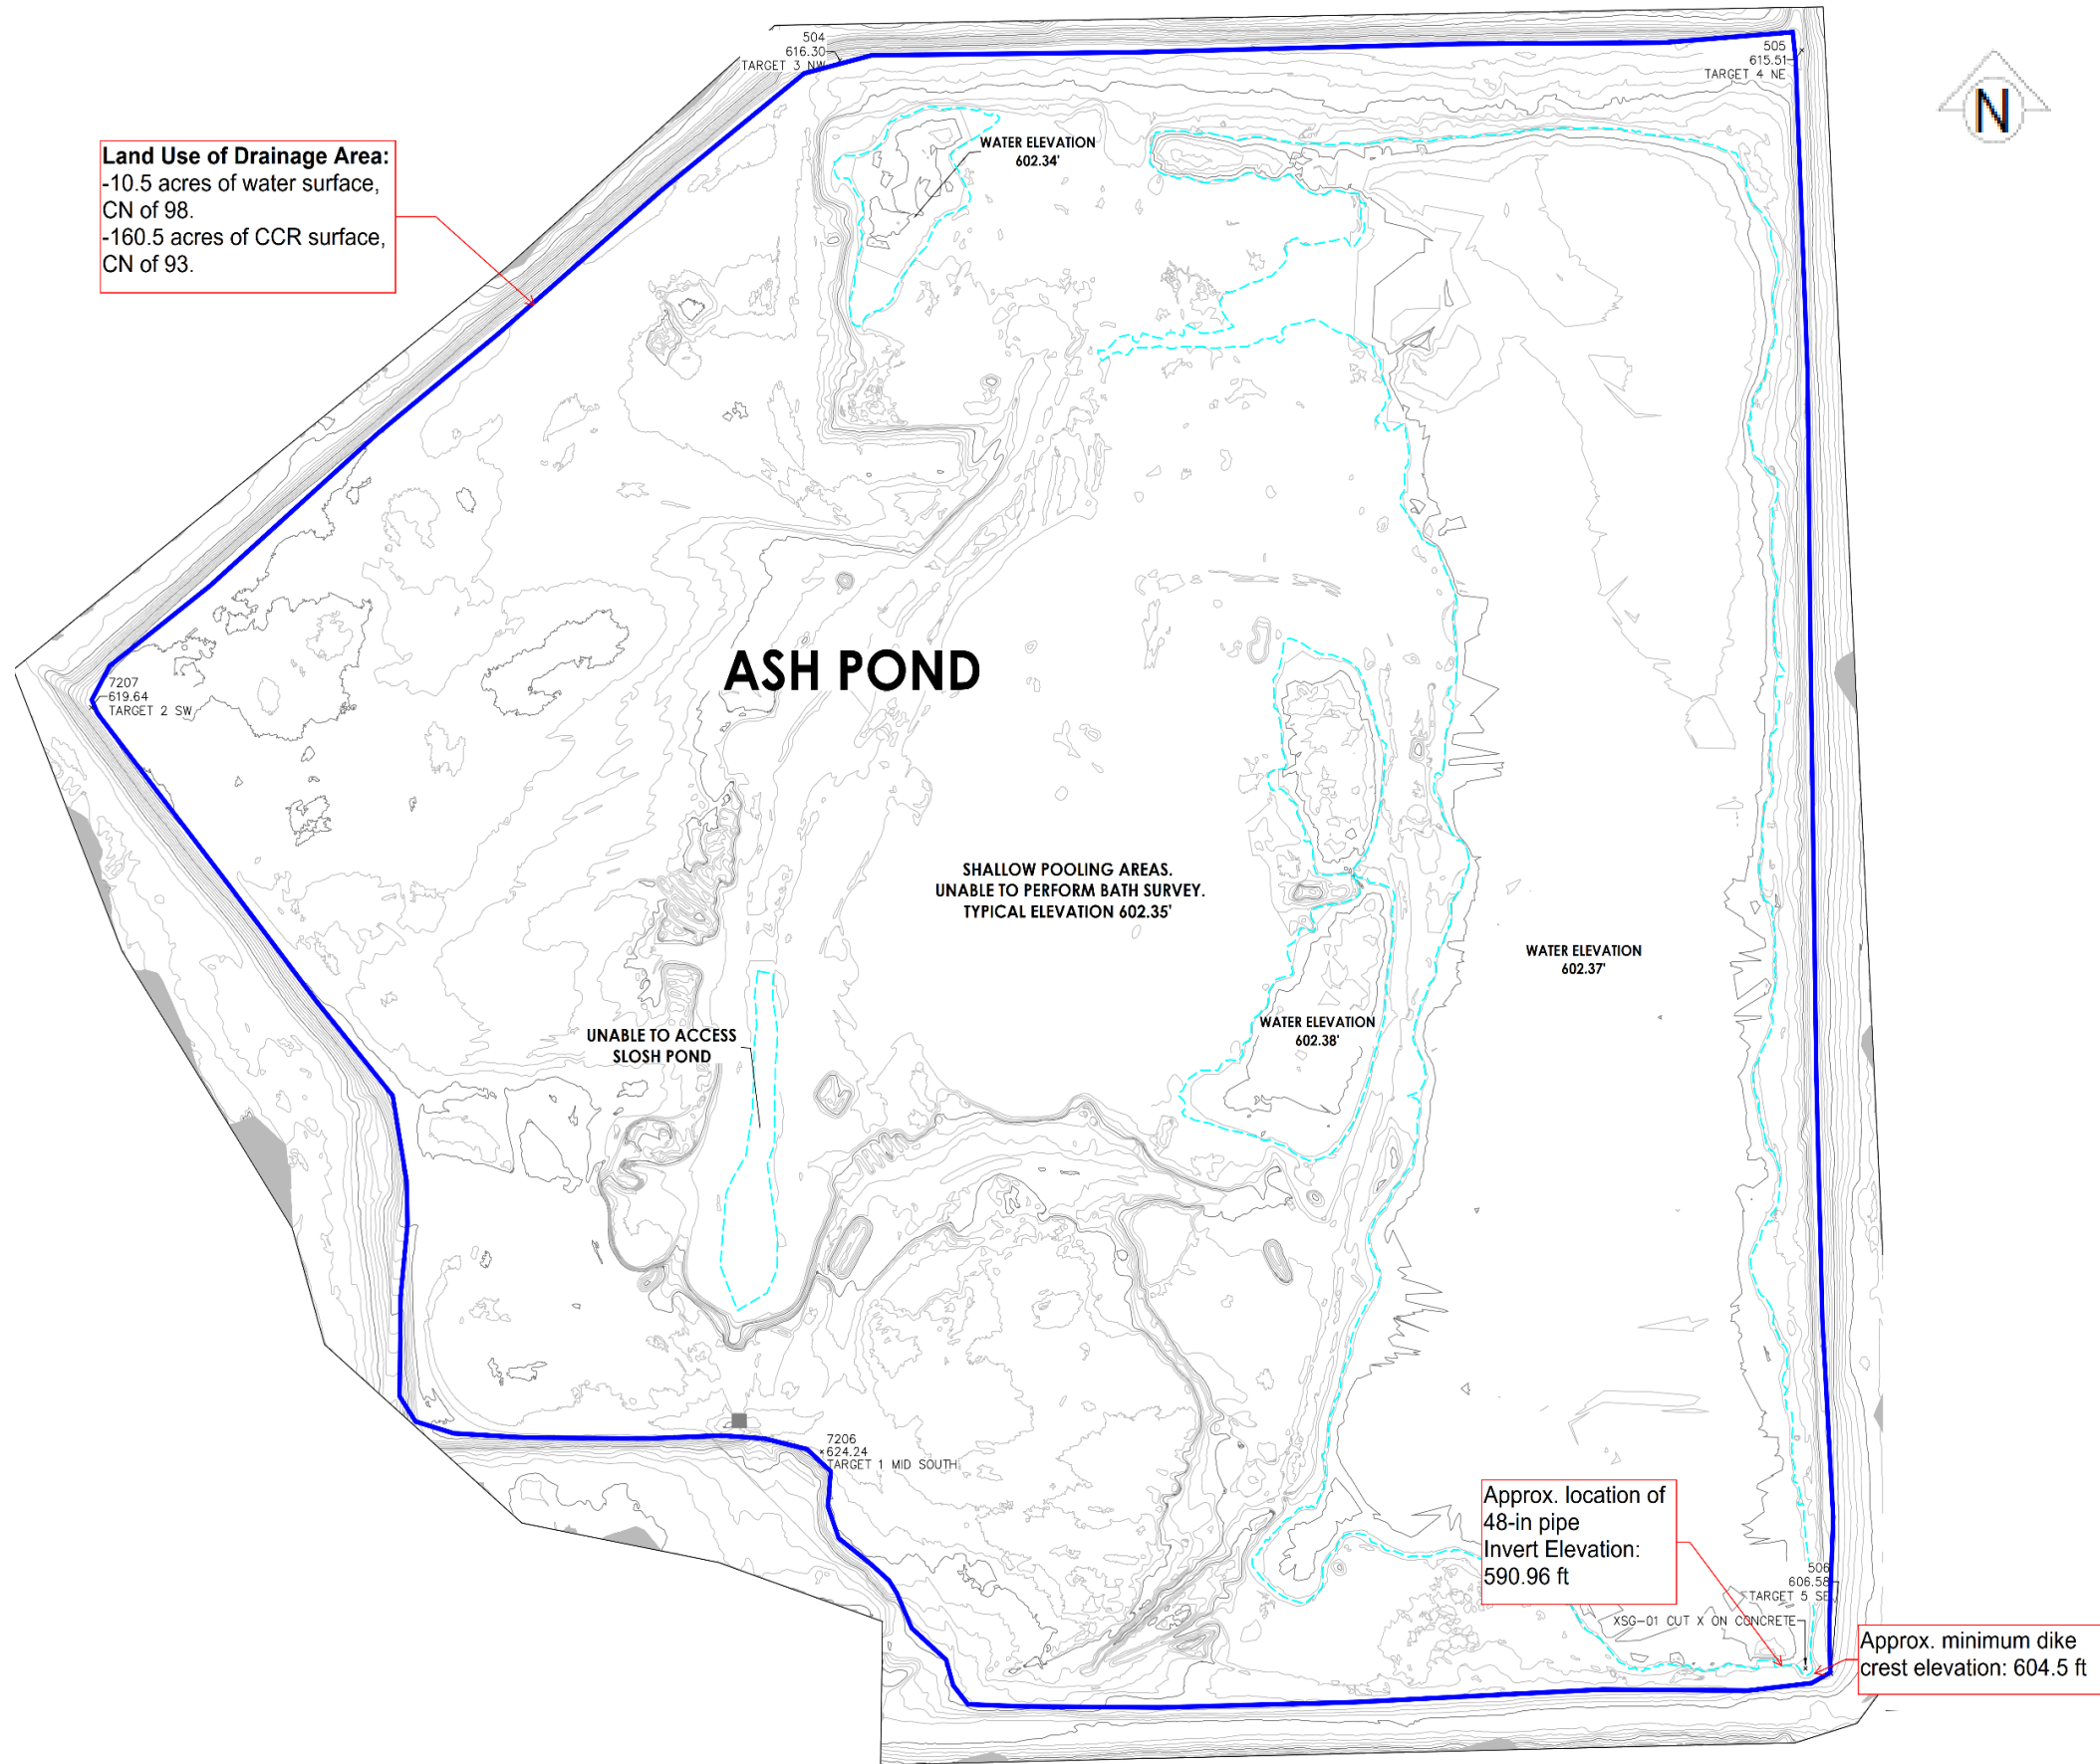 504
616.30
TARGET 3 NW
505
615.51
TARGET 4 NE
N
Land Use of Drainage Area:
-10.5 acres of water surface,
CN of 98.
-160.5 acres of CCR surface,
CN of 93.
WATER ELEVATION
602.34'
ASH POND
7207
619.64
TARGET 2 SW
SHALLOW POOLING AREAS.
UNABLE TO PERFORM BATH SURVEY.
TYPICAL ELEVATION 602.35'
WATER ELEVATION
602.37'
WATER ELEVATION
602.38'
UNABLE TO ACCESS
SLOSH POND
7206
624.24
TARGET 1 MID SOUTH
Approx. location of
48-in pipe
Invert Elevation:
590.96 ft
506
606.58
TARGET 5 SE
XSG-01 CUT X ON CONCRETE
Approx. minimum dike
crest elevation: 604.5 ft